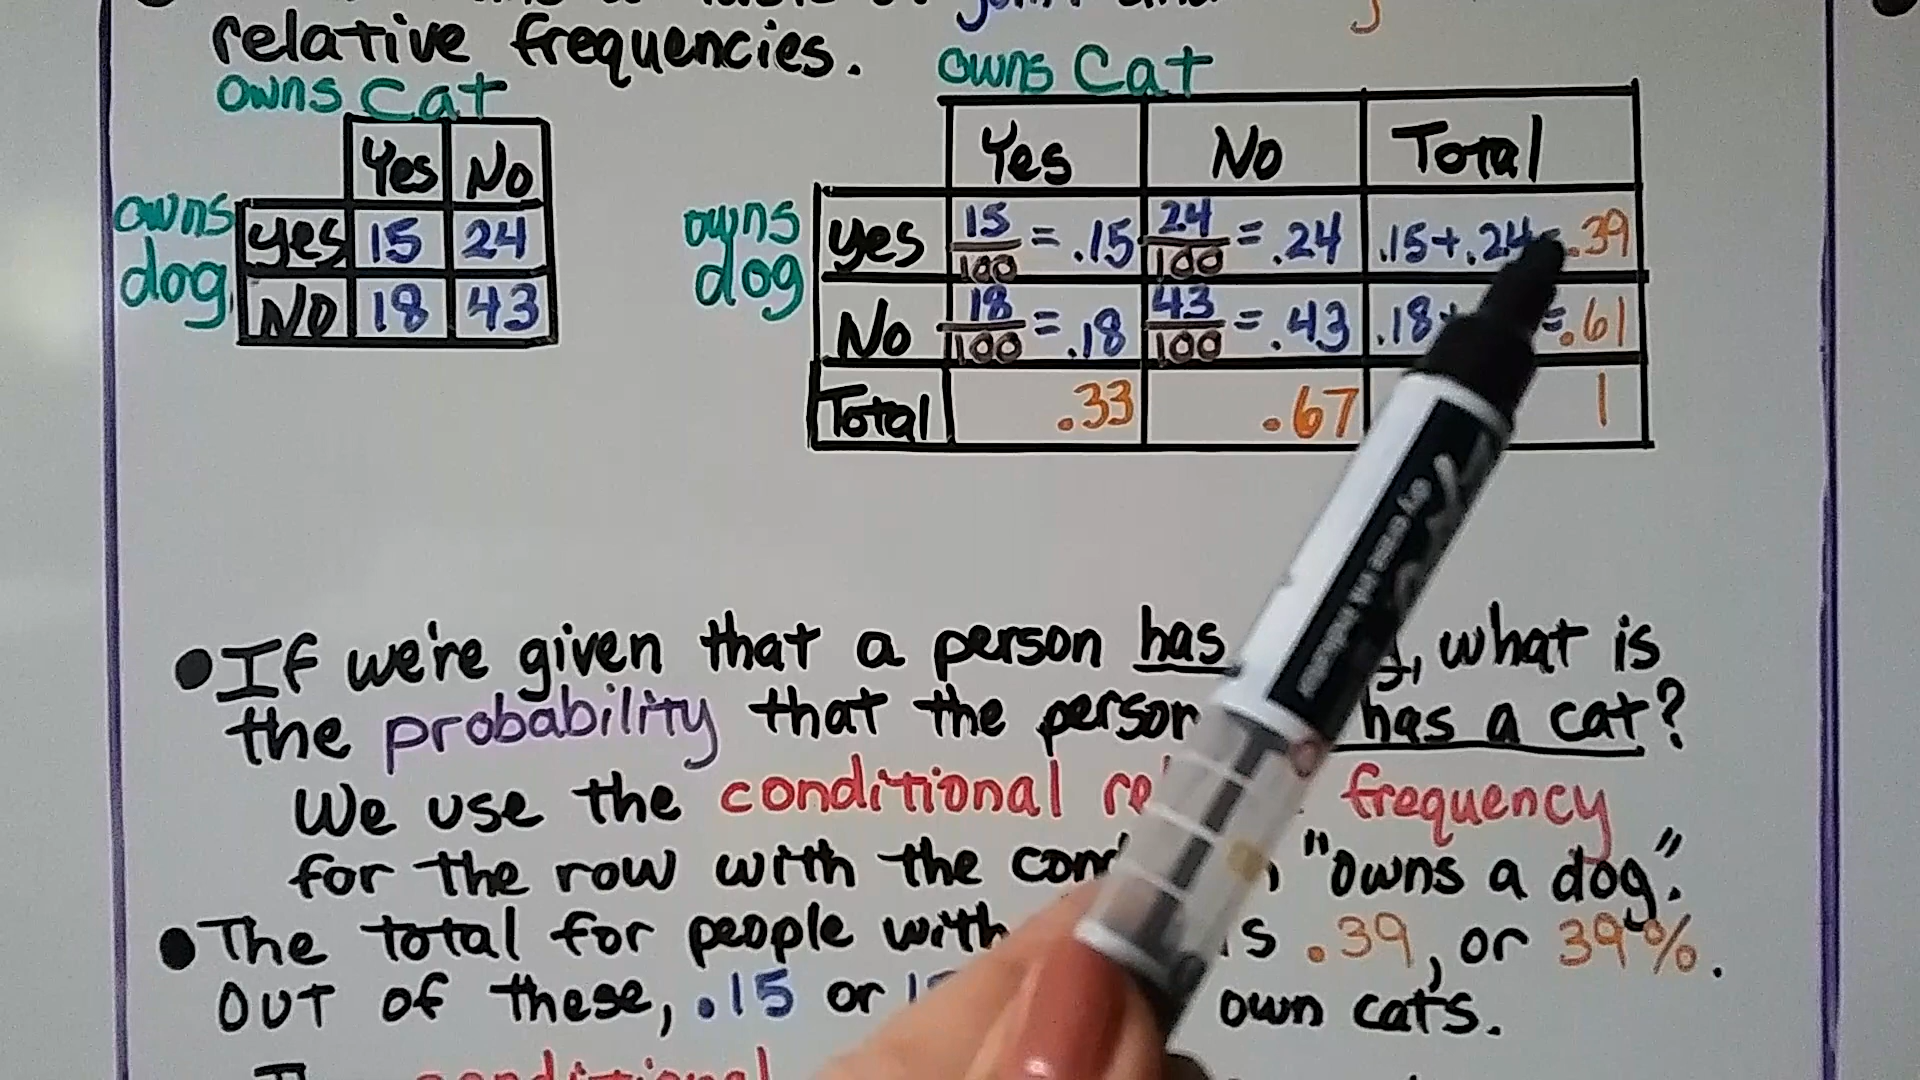 relative frequencies.
owns Cat
Yes No
owns dog
yes 15 24
No 18 43
owns Cat
Yes No Total
owns dog
yes 15/100 = .15 24/100 = .24 .15+.24= .39
No 18/100 = .18 43/100 = .43 .18+ =.61
Total .33 .67 1
● If we're given that a person has , what is
the probability that the person has a cat?
We use the conditional frequency
for the row with the "owns a dog".
● The total for people with .39, or 39%.
Out of these, .15 or own cats.
conditional